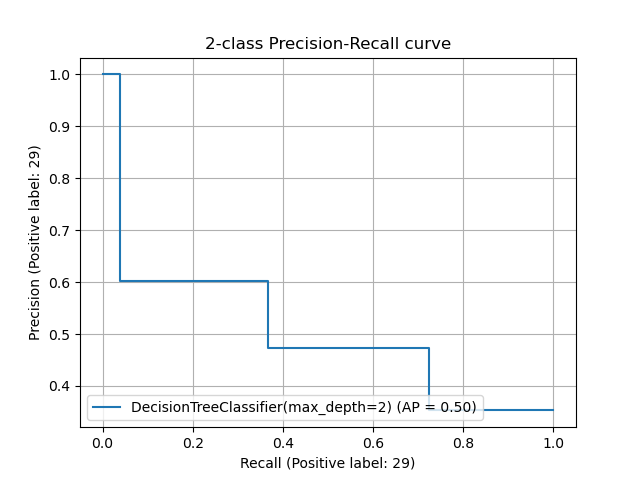 2-class Precision-Recall curve
1.0
0.9
0.8
0.7
0.6
0.5
0.4
Precision (Positive label: 29)
DecisionTreeClassifier(max_depth=2) (AP = 0.50)
0.0 0.2 0.4 0.6 0.8 1.0
Recall (Positive label: 29)